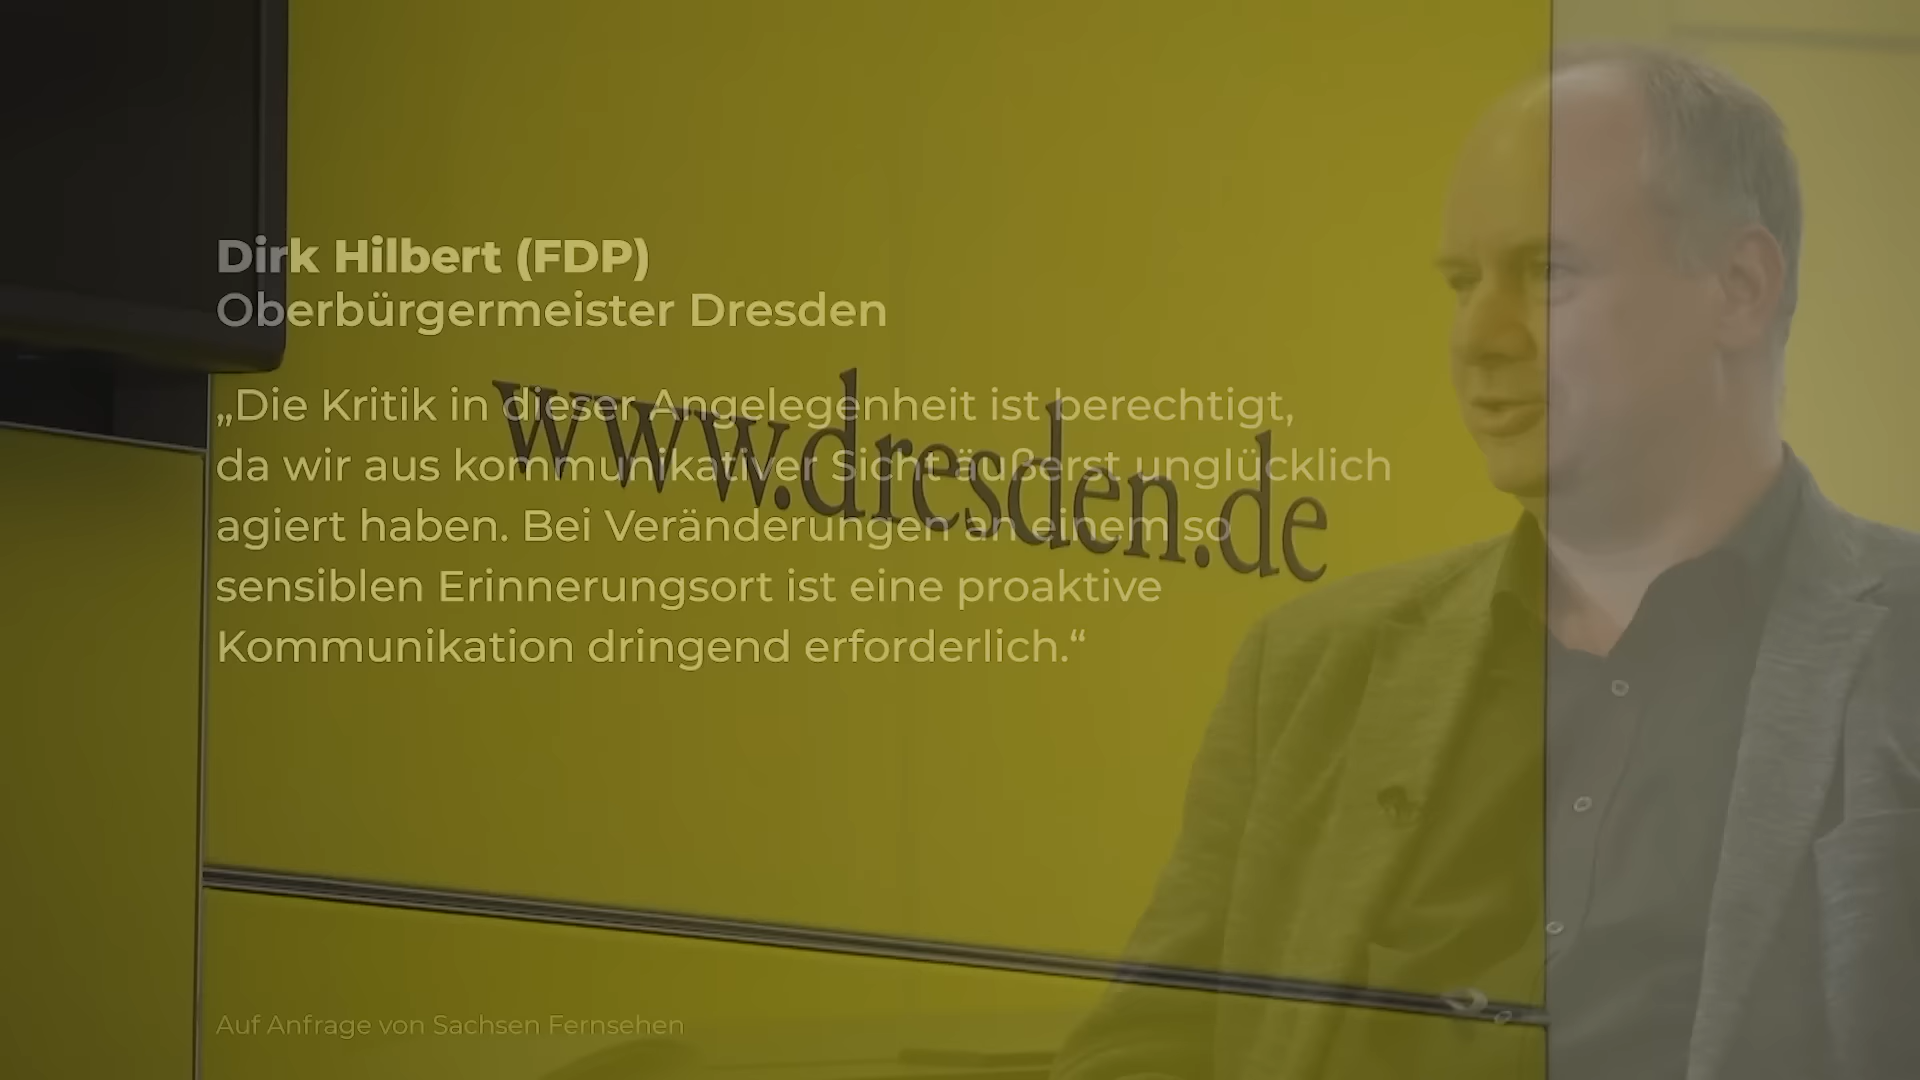 Dirk Hilbert (FDP)
Oberbürgermeister Dresden
„Die Kritik in dieser Angelegenheit ist berechtigt,
da wir aus kommunikativer Sicht äußerst unglücklich
agiert haben. Bei Veränderungen an einem so
sensiblen Erinnerungsort ist eine proaktive
Kommunikation dringend erforderlich.“
www.dresden.de
Auf Anfrage von Sachsen Fernsehen